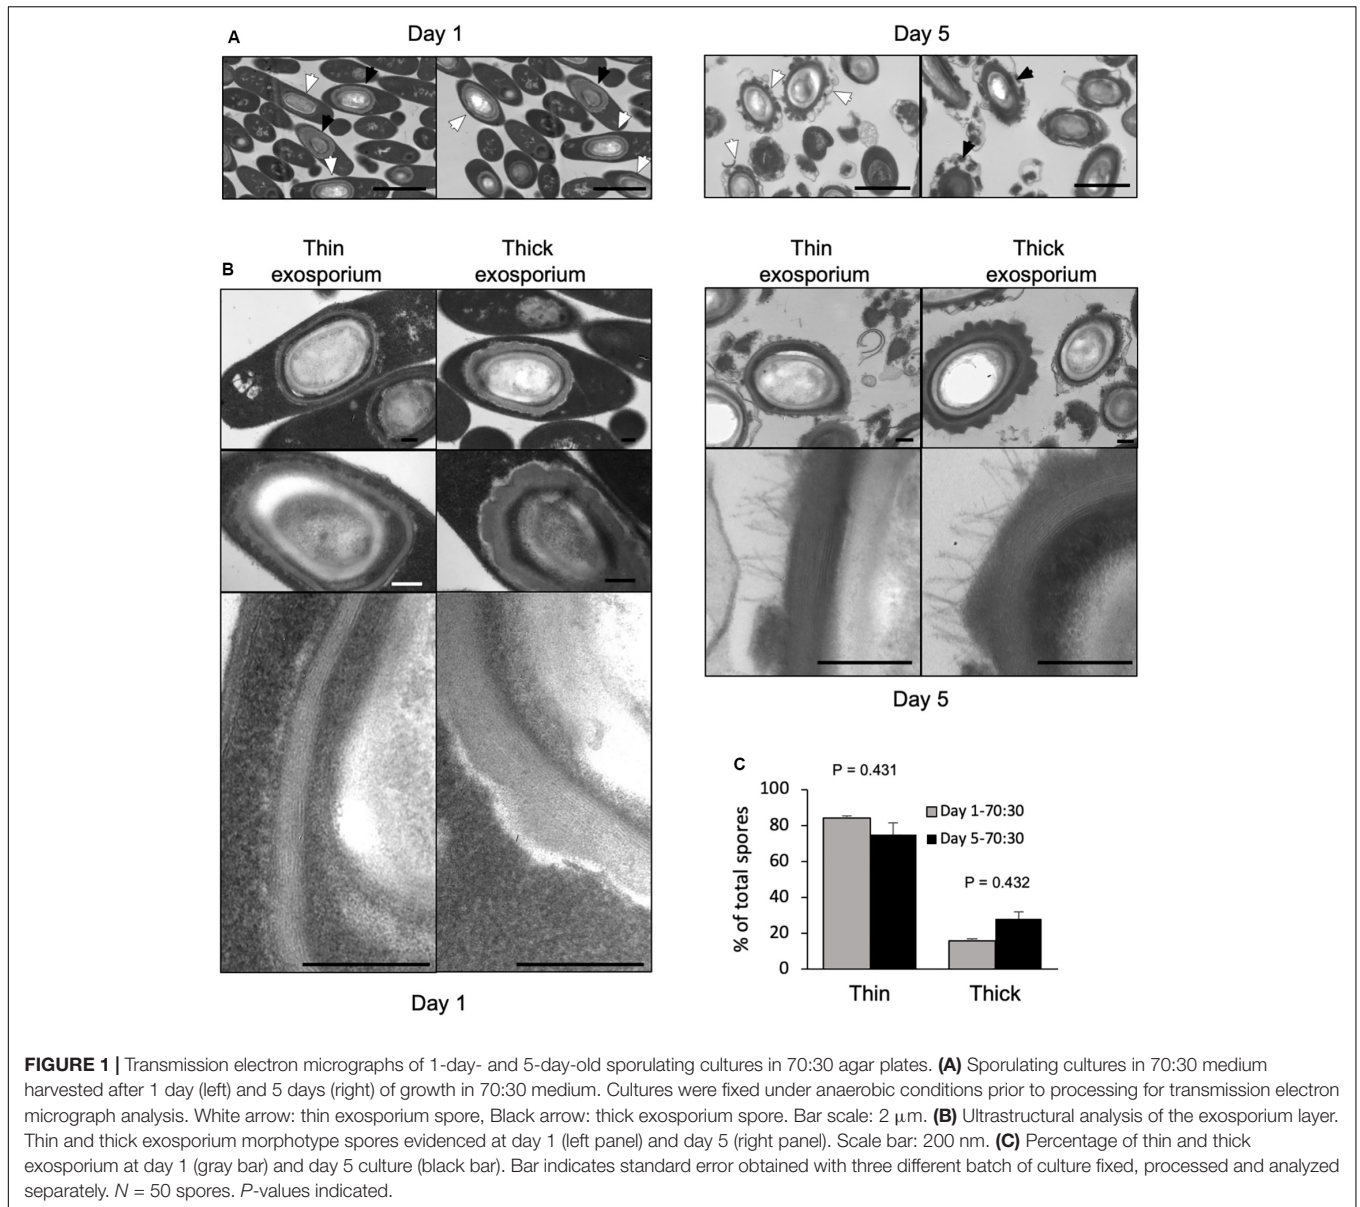 A
Day 1
Day 5
B
Thin
exosporium
Thick
exosporium
Thin
exosporium
Thick
exosporium
Day 5
Day 1
C
P = 0.431
100
80
60
40
20
0
% of total spores
Day 1-70:30
Day 5-70:30
P = 0.432
Thin
Thick
FIGURE 1 | Transmission electron micrographs of 1-day- and 5-day-old sporulating cultures in 70:30 agar plates. (A) Sporulating cultures in 70:30 medium
harvested after 1 day (left) and 5 days (right) of growth in 70:30 medium. Cultures were fixed under anaerobic conditions prior to processing for transmission electron
micrograph analysis. White arrow: thin exosporium spore, Black arrow: thick exosporium spore. Bar scale: 2 μm. (B) Ultrastructural analysis of the exosporium layer.
Thin and thick exosporium morphotype spores evidenced at day 1 (left panel) and day 5 (right panel). Scale bar: 200 nm. (C) Percentage of thin and thick
exosporium at day 1 (gray bar) and day 5 culture (black bar). Bar indicates standard error obtained with three different batch of culture fixed, processed and analyzed
separately. N = 50 spores. P-values indicated.